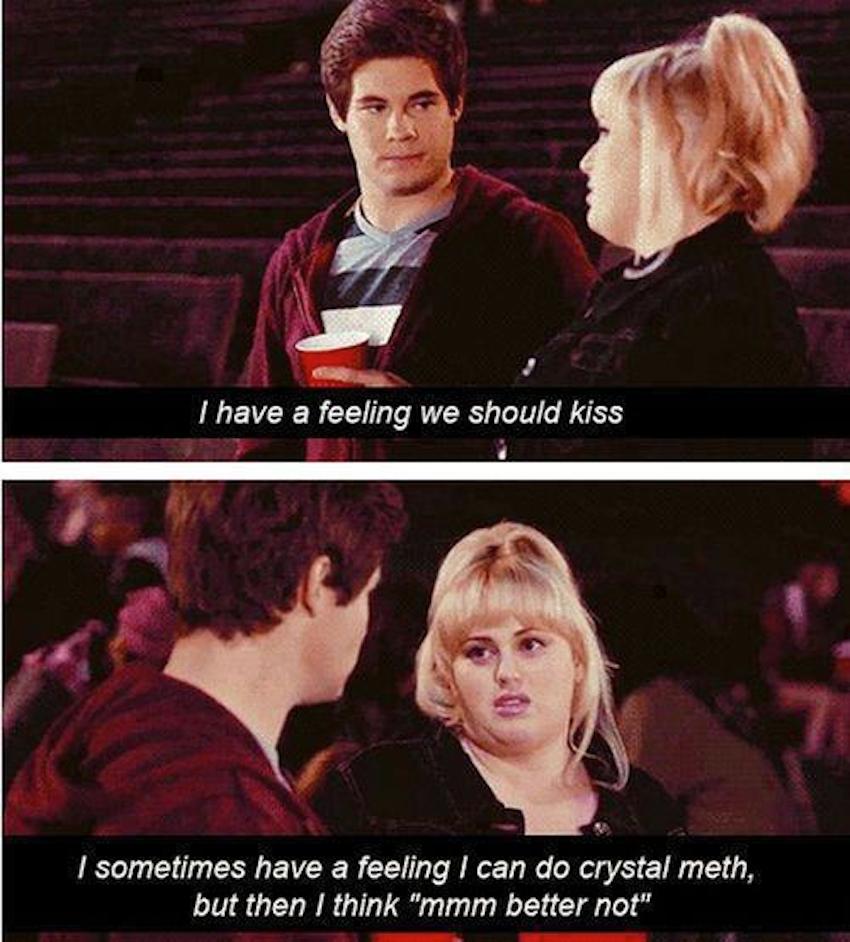 I have a feeling we should kiss
I sometimes have a feeling I can do crystal meth,
but then I think "mmm better not"